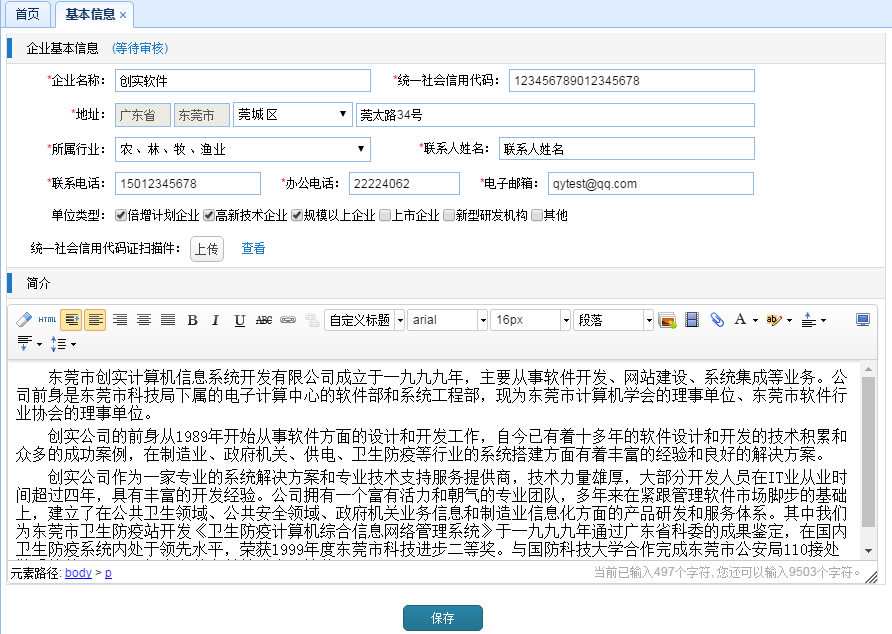 首页 基本信息 ×
企业基本信息 (等待审核)
*企业名称： 创实软件 *统一社会信用代码： 123456789012345678
*地址： 广东省 东莞市 莞城区 莞太路34号
*所属行业： 农、林、牧、渔业 *联系人姓名： 联系人姓名
*联系电话： 15012345678 *办公电话： 22224062 *电子邮箱： qytest@qq.com
单位类型： 倍增计划企业 高新技术企业 规模以上企业 上市企业 新型研发机构 其他
统一社会信用代码证扫描件： 上传 查看
简介
HTML B I U ABC 自定义标题 arial 16px 段落 A ab
东莞市创实计算机信息系统开发有限公司成立于一九九九年，主要从事软件开发、网站建设、系统集成等业务。公
司前身是东莞市科技局下属的电子计算中心的软件部和系统工程部，现为东莞市计算机学会的理事单位、东莞市软件行
业协会的理事单位。
创实公司的前身从1989年开始从事软件方面的设计和开发工作，自今已有着十多年的软件设计和开发的技术积累和
众多的成功案例，在制造业、政府机关、供电、卫生防疫等行业的系统搭建方面有着丰富的经验和良好的解决方案。
创实公司作为一家专业的系统解决方案和专业技术支持服务提供商，技术力量雄厚，大部分开发人员在IT业从业时
间超过四年，具有丰富的开发经验。公司拥有一个富有活力和朝气的专业团队，多年来在紧跟管理软件市场脚步的基础
上，建立了在公共卫生领域、公共安全领域、政府机关业务信息和制造业信息化方面的产品研发和服务体系。其中我们
为东莞市卫生防疫站开发《卫生防疫计算机综合信息网络管理系统》于一九九九年通过广东省科委的成果鉴定，在国内
卫生防疫系统内处于领先水平，荣获1999年度东莞市科技进步二等奖。与国防科技大学合作完成东莞市公安局110接处
元素路径: body > p 当前已输入497个字符, 您还可以输入9503个字符。
保存